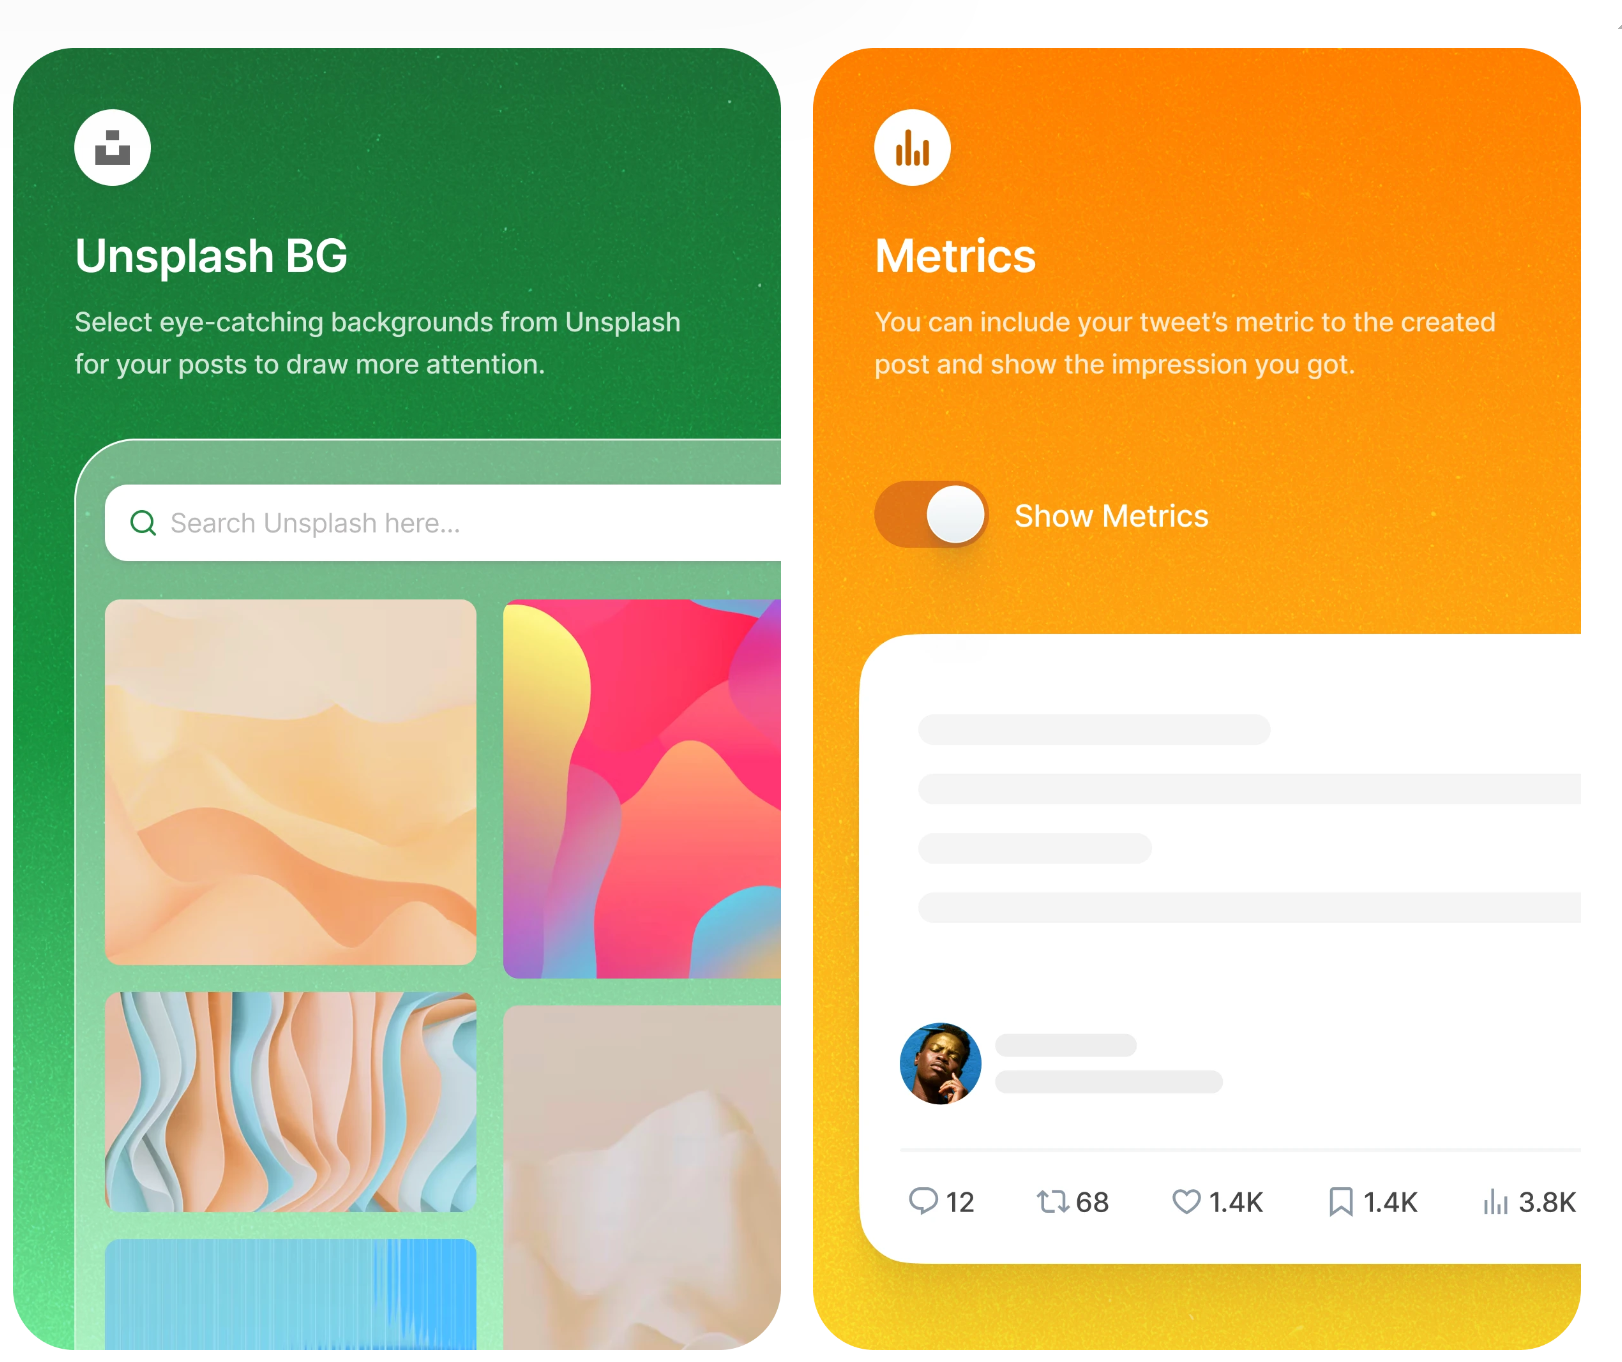 Unsplash BG
Select eye-catching backgrounds from Unsplash
for your posts to draw more attention.
Search Unsplash here...
Metrics
You can include your tweet’s metric to the created
post and show the impression you got.
Show Metrics
12 68 1.4K 1.4K 3.8K